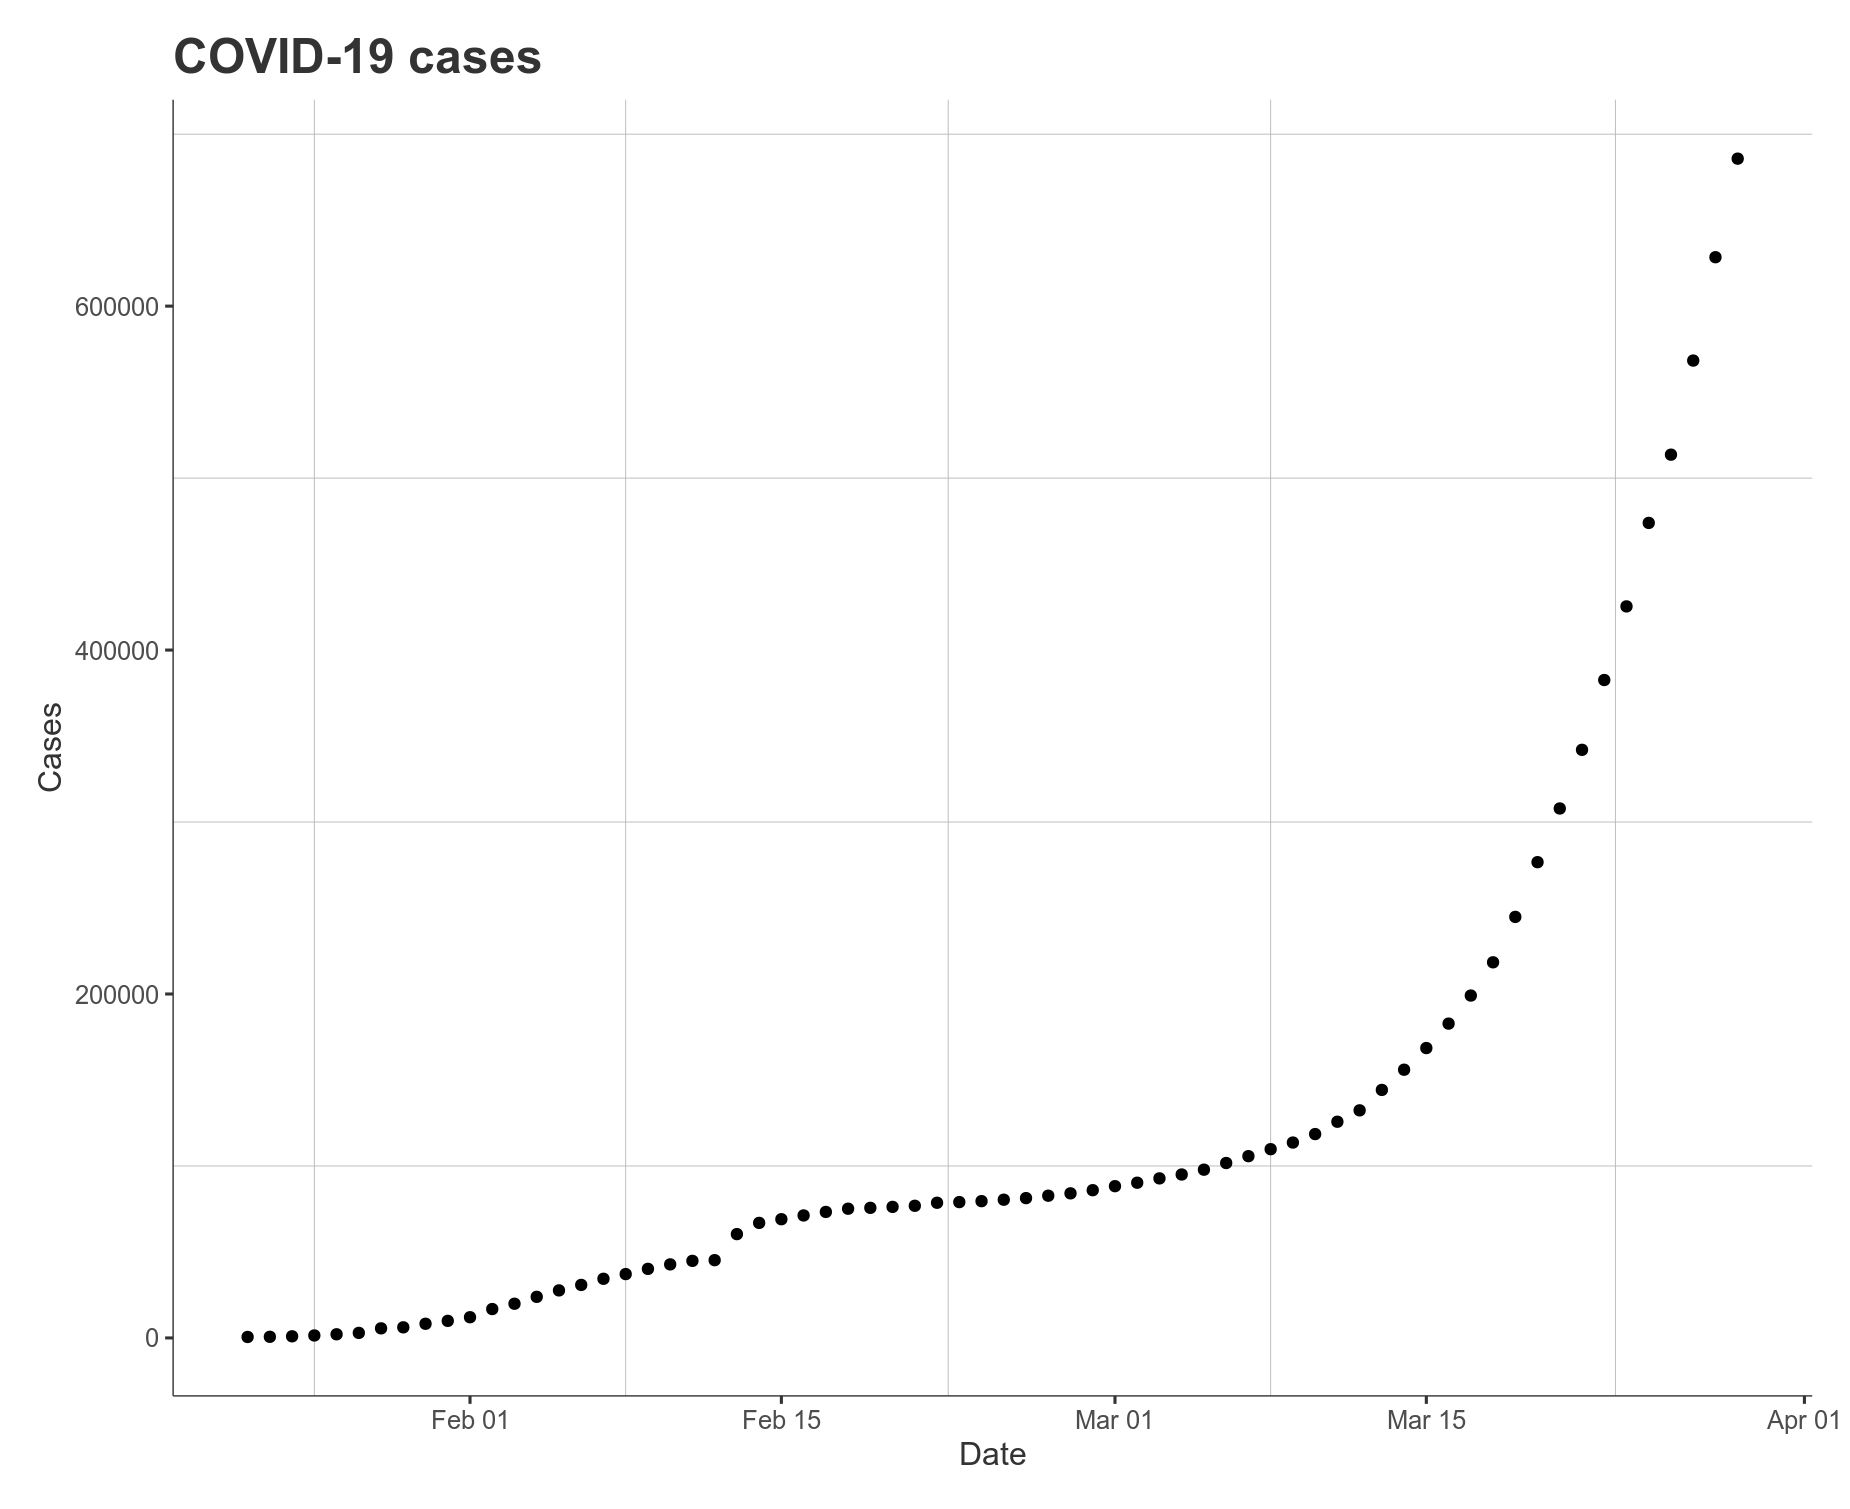 COVID-19 cases
600000
400000
200000
0
Cases
Feb 01
Feb 15
Mar 01
Mar 15
Apr 01
Date